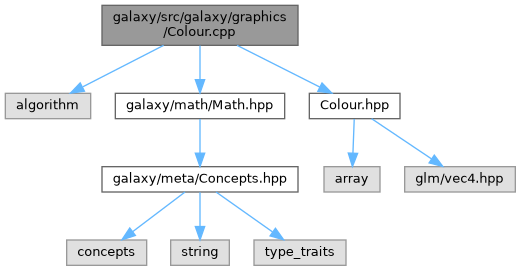 galaxy/src/galaxy/graphics
/Colour.cpp
algorithm
galaxy/math/Math.hpp
Colour.hpp
galaxy/meta/Concepts.hpp
array
glm/vec4.hpp
concepts
string
type_traits